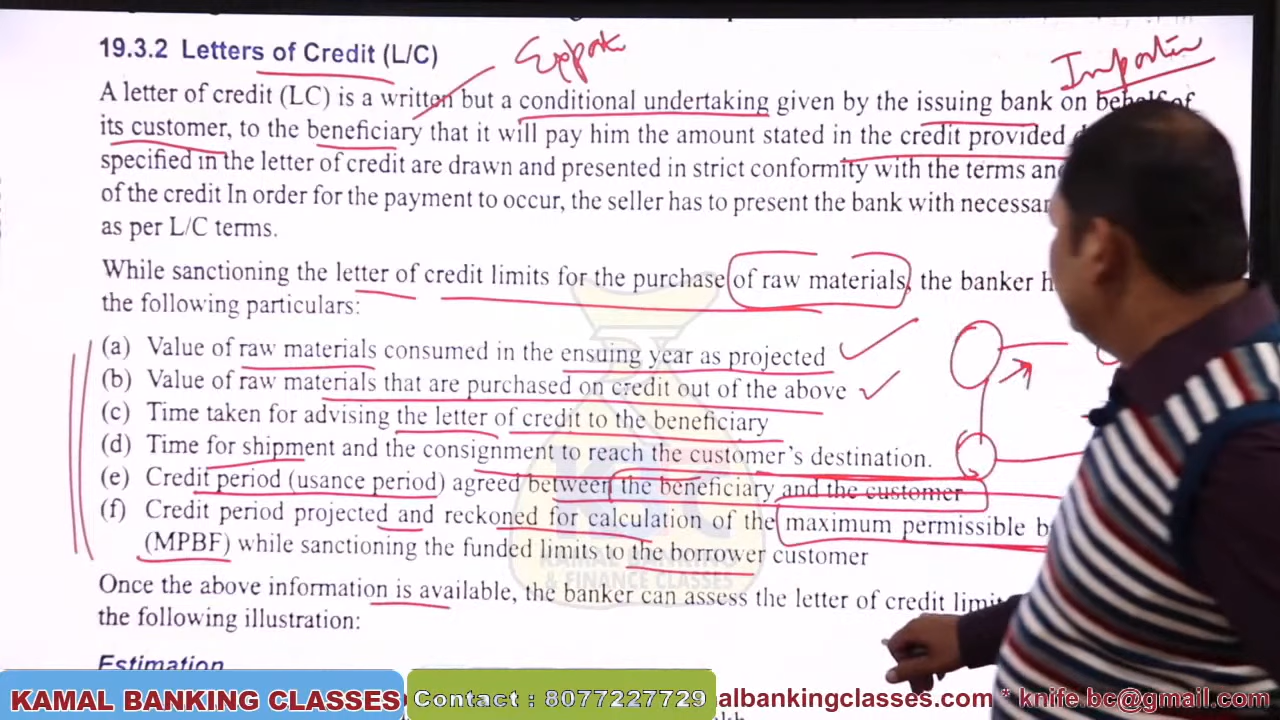 19.3.2 Letters of Credit (L/C)
A letter of credit (LC) is a written but a conditional undertaking given by the issuing bank on behalf of
its customer, to the beneficiary that it will pay him the amount stated in the credit provided
specified in the letter of credit are drawn and presented in strict conformity with the terms an
of the credit In order for the payment to occur, the seller has to present the bank with necessar
as per L/C terms.
While sanctioning the letter of credit limits for the purchase of raw materials, the banker h
the following particulars:
(a) Value of raw materials consumed in the ensuing year as projected
(b) Value of raw materials that are purchased on credit out of the above
(c) Time taken for advising the letter of credit to the beneficiary
(d) Time for shipment and the consignment to reach the customer's destination.
(e) Credit period (usance period) agreed between the beneficiary and the customer
(f) Credit period projected and reckoned for calculation of the maximum permissible b
(MPBF) while sanctioning the funded limits to the borrower customer
Once the above information is available, the banker can assess the letter of credit limi
the following illustration:
Estimation
KAMAL BANKING CLASSES
Contact : 8077227729
albankingclasses.com * knife.bc@gmail.com
KBC
KAMAL BANKING
& FINANCE CLASSES